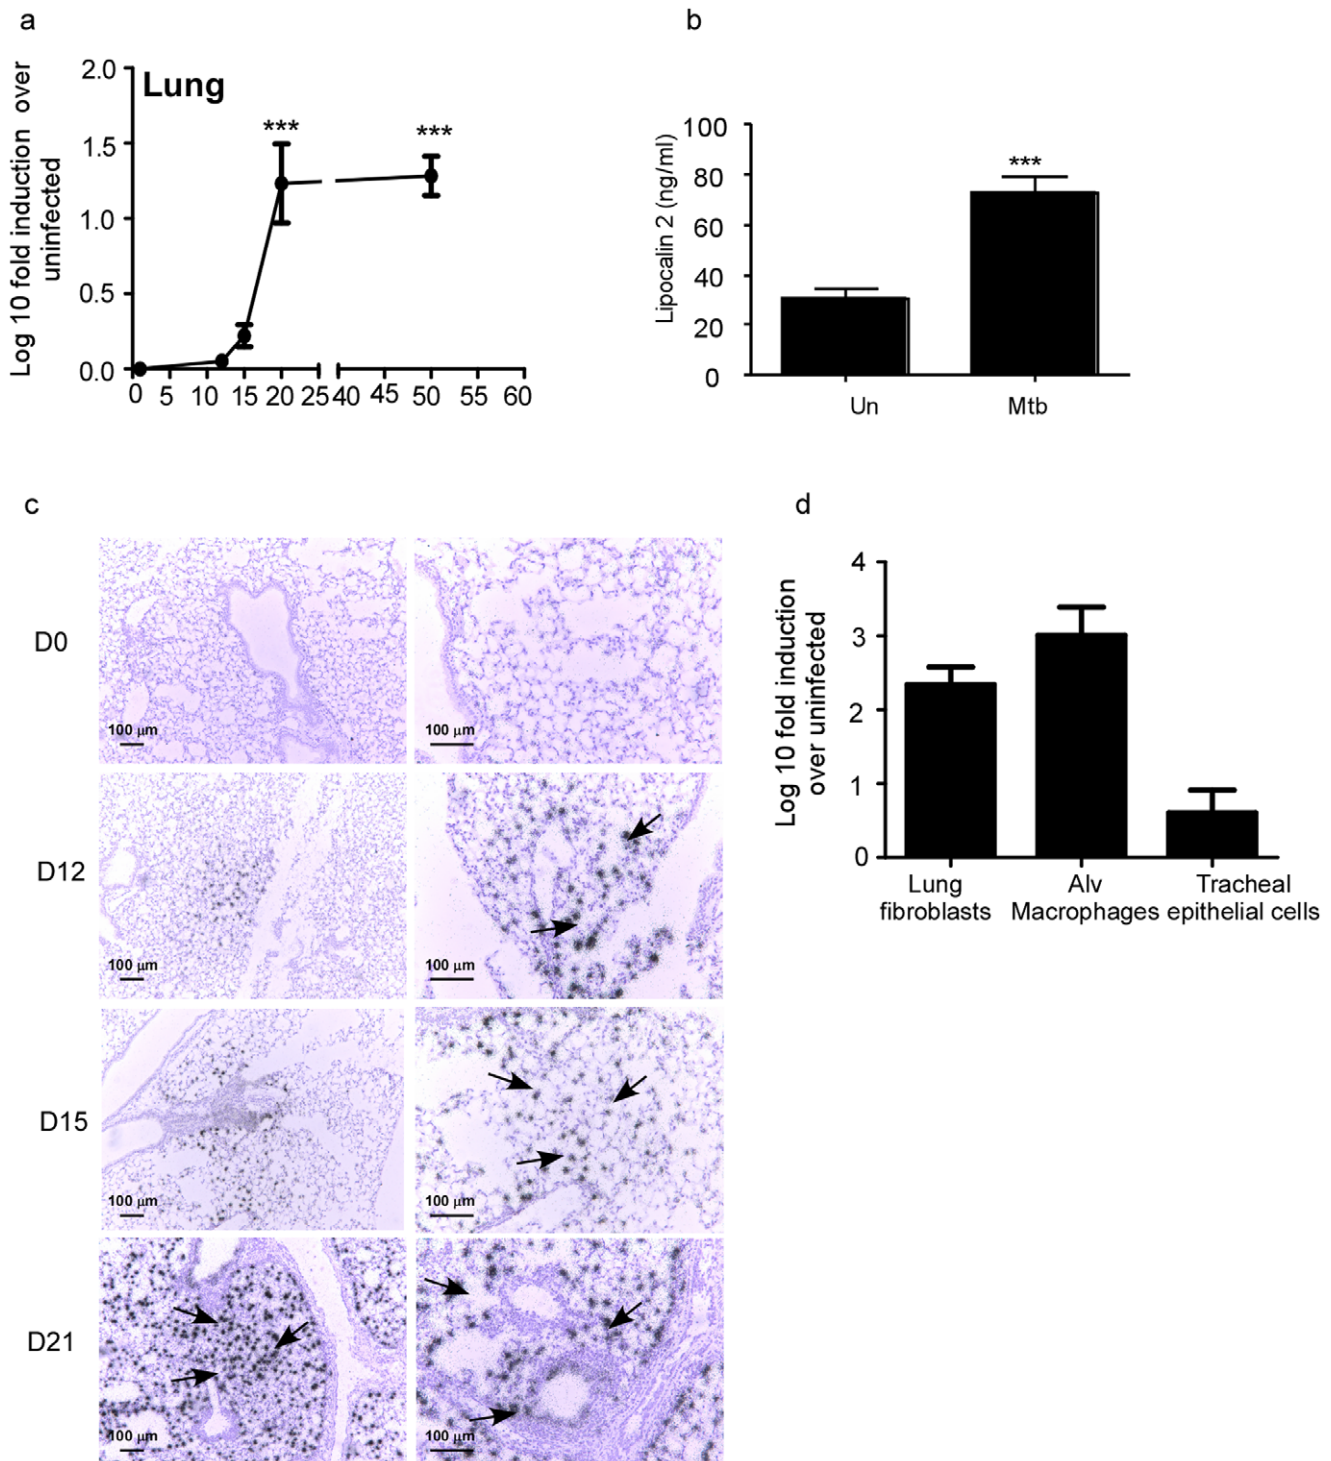 a
Log 10 fold induction over
uninfected
Lung
2.0
1.5
1.0
0.5
0.0
***
***
0 5 10 15 20 25 40 45 50 55 60
b
Lipocalin 2 (ng/ml)
100
80
60
40
20
0
***
Un Mtb
c
D0
100 μm
100 μm
D12
100 μm
100 μm
D15
100 μm
100 μm
D21
100 μm
100 μm
d
Log 10 fold induction
over uninfected
4
3
2
1
0
Lung
fibroblasts
Alv
Macrophages
Tracheal
epithelial cells